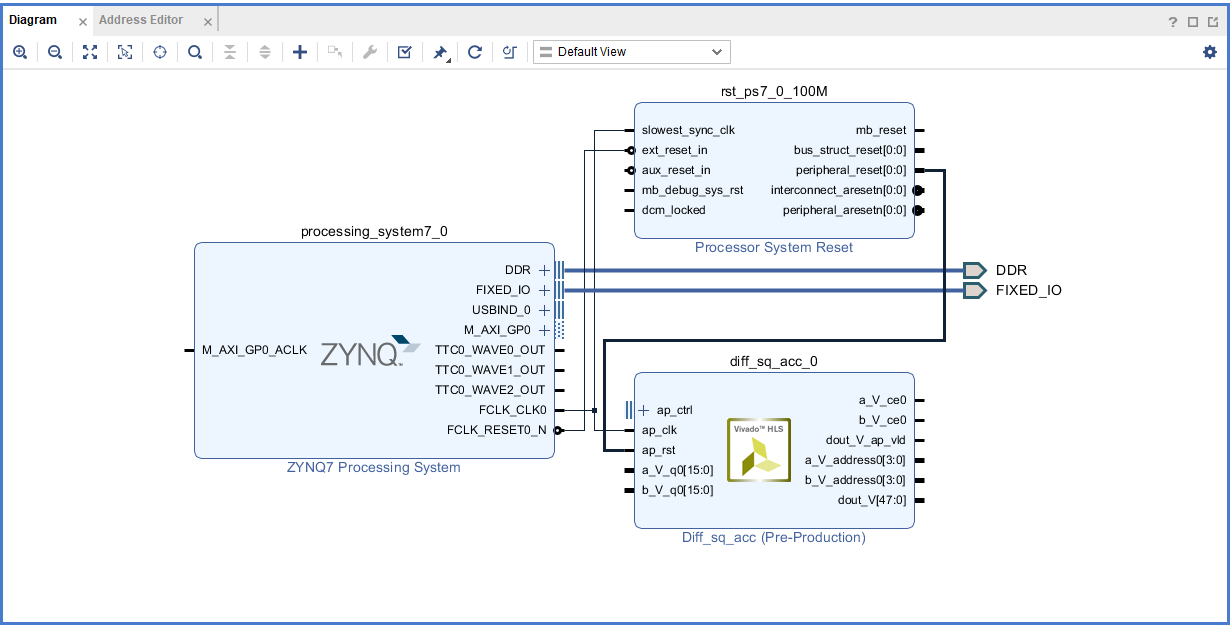 Diagram
Address Editor
Default View
rst_ps7_0_100M
slowest_sync_clk
ext_reset_in
aux_reset_in
mb_debug_sys_rst
dcm_locked
mb_reset
bus_struct_reset[0:0]
peripheral_reset[0:0]
interconnect_aresetn[0:0]
peripheral_aresetn[0:0]
Processor System Reset
processing_system7_0
M_AXI_GP0_ACLK
ZYNQ™
DDR
FIXED_IO
USBIND_0
M_AXI_GP0
TTC0_WAVE0_OUT
TTC0_WAVE1_OUT
TTC0_WAVE2_OUT
FCLK_CLK0
FCLK_RESET0_N
ZYNQ7 Processing System
DDR
FIXED_IO
diff_sq_acc_0
ap_ctrl
ap_clk
ap_rst
a_V_q0[15:0]
b_V_q0[15:0]
Vivado™ HLS
a_V_ce0
b_V_ce0
dout_V_ap_vld
a_V_address0[3:0]
b_V_address0[3:0]
dout_V[47:0]
Diff_sq_acc (Pre-Production)